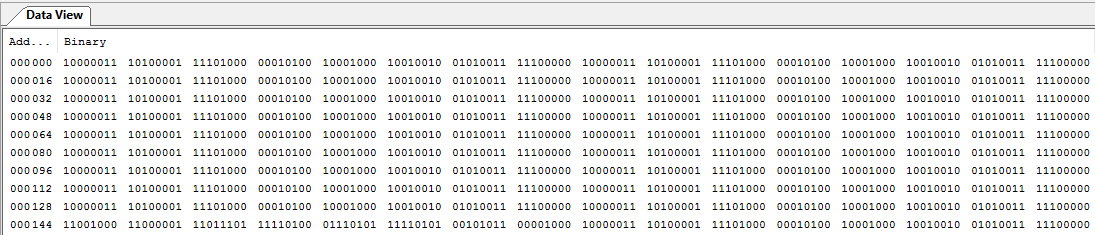 Data View
Add... Binary
000000 10000011 10100001 11101000 00010100 10001000 10010010 01010011 11100000 10000011 10100001 11101000 00010100 10001000 10010010 01010011 11100000
000016 10000011 10100001 11101000 00010100 10001000 10010010 01010011 11100000 10000011 10100001 11101000 00010100 10001000 10010010 01010011 11100000
000032 10000011 10100001 11101000 00010100 10001000 10010010 01010011 11100000 10000011 10100001 11101000 00010100 10001000 10010010 01010011 11100000
000048 10000011 10100001 11101000 00010100 10001000 10010010 01010011 11100000 10000011 10100001 11101000 00010100 10001000 10010010 01010011 11100000
000064 10000011 10100001 11101000 00010100 10001000 10010010 01010011 11100000 10000011 10100001 11101000 00010100 10001000 10010010 01010011 11100000
000080 10000011 10100001 11101000 00010100 10001000 10010010 01010011 11100000 10000011 10100001 11101000 00010100 10001000 10010010 01010011 11100000
000096 10000011 10100001 11101000 00010100 10001000 10010010 01010011 11100000 10000011 10100001 11101000 00010100 10001000 10010010 01010011 11100000
000112 10000011 10100001 11101000 00010100 10001000 10010010 01010011 11100000 10000011 10100001 11101000 00010100 10001000 10010010 01010011 11100000
000128 10000011 10100001 11101000 00010100 10001000 10010010 01010011 11100000 10000011 10100001 11101000 00010100 10001000 10010010 01010011 11100000
000144 11001000 11000001 11011101 11110100 01110101 11110101 00101011 00001000 10000011 10100001 11101000 00010100 10001000 10010010 01010011 11100000